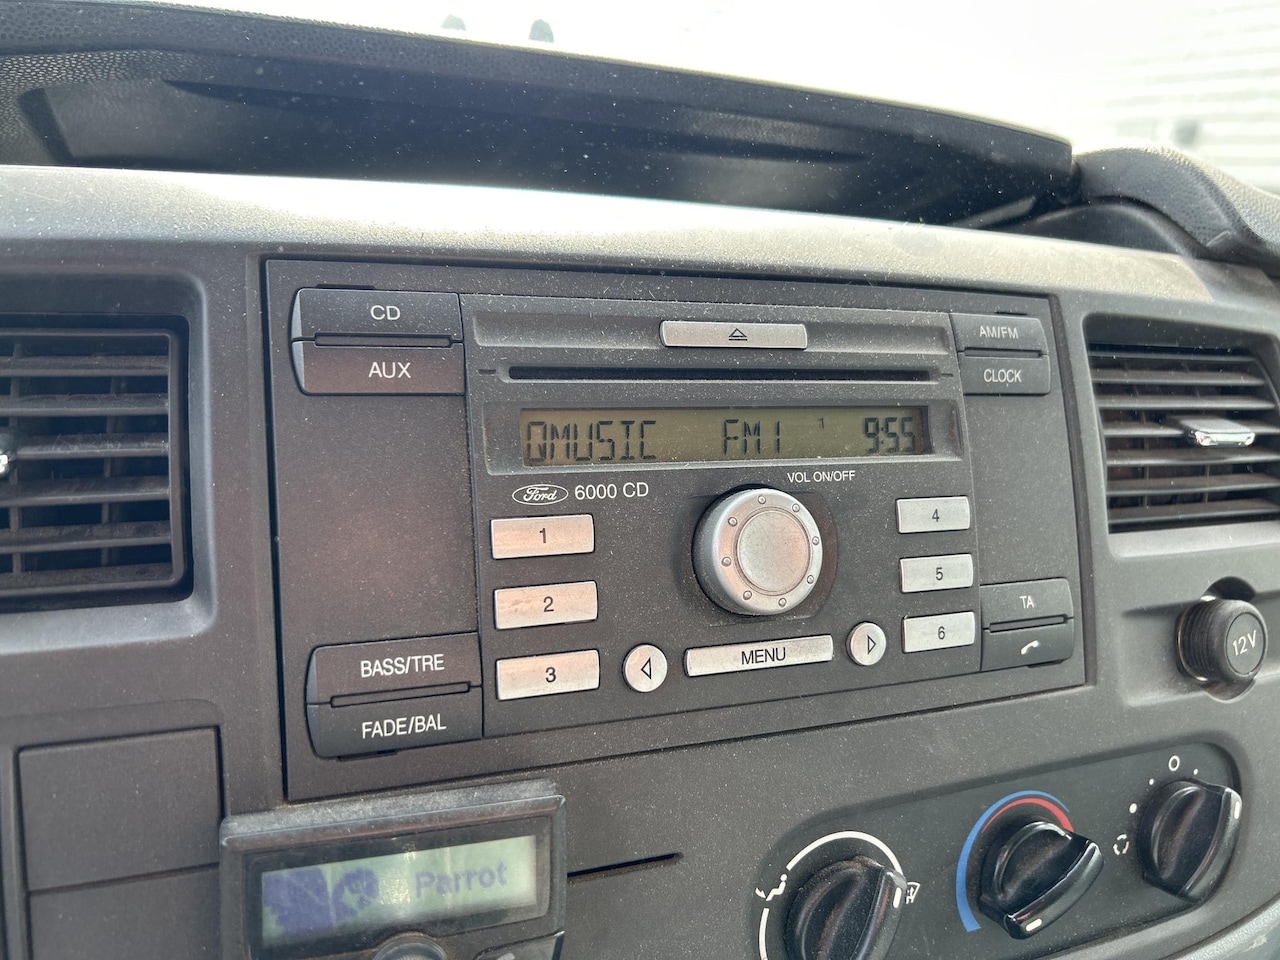 CD
AUX
AM/FM
CLOCK
QMUSIC FM1 1 9:55
Ford 6000 CD
VOL ON/OFF
1
2
3
4
5
6
MENU
TA
BASS/TRE
FADE/BAL
12V
Parrot